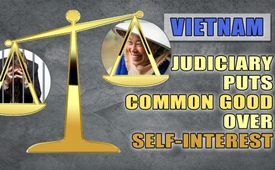 VIETNAM
JUDICIARY
PUTS
COMMON GOOD
OVER
SELF-INTEREST